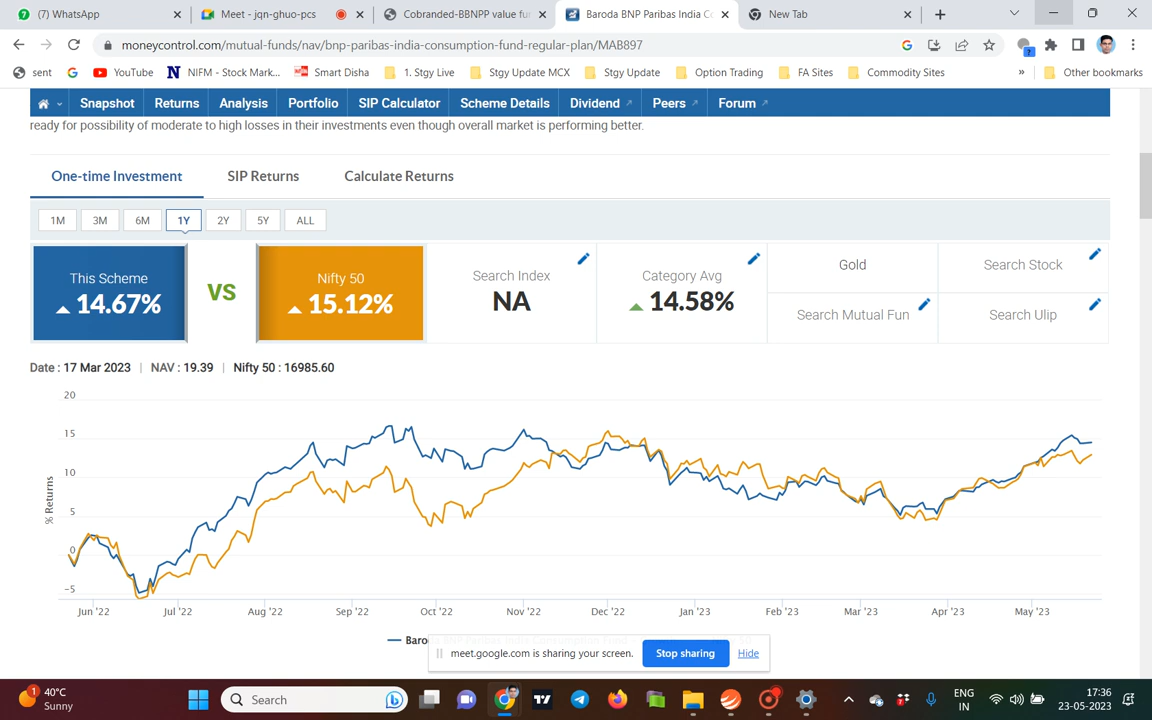 WhatsApp
Meet - jqn-ghuo-pcs
Cobranded-BBNPP value fu
Baroda BNP Paribas India C
New Tab
moneycontrol.com/mutual-funds/nav/bnp-paribas-india-consumption-fund-regular-plan/MAB897
sent
YouTube
NIFM - Stock Mark...
Smart Disha
1. Stgy Live
Stgy Update MCX
Stgy Update
Option Trading
FA Sites
Commodity Sites
»
Other bookmarks
Snapshot
Returns
Analysis
Portfolio
SIP Calculator
Scheme Details
Dividend
Peers
Forum
ready for possibility of moderate to high losses in their investments even though overall market is performing better.
One-time Investment
SIP Returns
Calculate Returns
1M
3M
6M
1Y
2Y
5Y
ALL
This Scheme
14.67%
VS
Nifty 50
15.12%
Search Index
NA
Category Avg
14.58%
Gold
Search Mutual Fun
Search Stock
Search Ulip
Date : 17 Mar 2023 | NAV : 19.39 | Nifty 50 : 16985.60
% Returns
20
15
10
5
0
-5
Jun '22
Jul '22
Aug '22
Sep '22
Oct '22
Nov '22
Dec '22
Jan '23
Feb '23
Mar '23
Apr '23
May '23
Baro
meet.google.com is sharing your screen.
Stop sharing
Hide
1
40°C
Sunny
Search
ENG
IN
17:36
23-05-2023